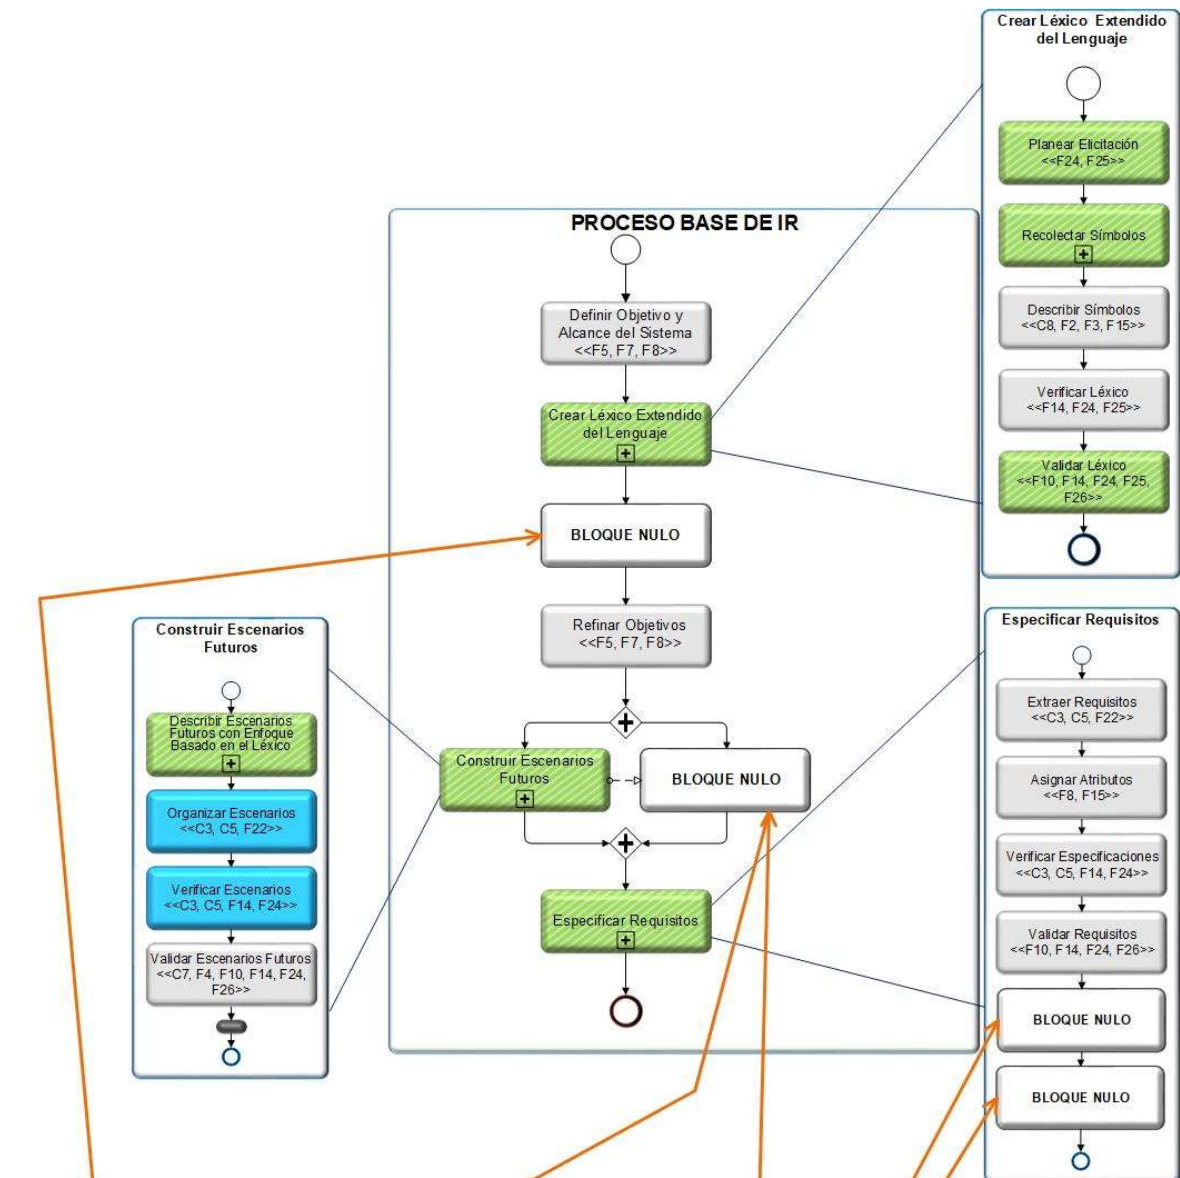 Crear Léxico Extendido
del Lenguaje
Planear Elicitación
<<F24, F25>>
Recolectar Símbolos
Describir Símbolos
<<C8, F2, F3, F15>>
Verificar Léxico
<<F14, F24, F25>>
Validar Léxico
<<F10, F14, F24, F25,
F26>>
PROCESO BASE DE IR
Definir Objetivo y
Alcance del Sistema
<<F5, F7, F8>>
Crear Léxico Extendido
del Lenguaje
BLOQUE NULO
Refinar Objetivos
<<F5, F7, F8>>
Construir Escenarios
Futuros
BLOQUE NULO
Especificar Requisitos
Construir Escenarios
Futuros
Describir Escenarios
Futuros con Enfoque
Basado en el Léxico
Organizar Escenarios
<<C3, C5, F22>>
Verificar Escenarios
<<C3, C5, F14, F24>>
Validar Escenarios Futuros
<<C7, F4, F10, F14, F24,
F26>>
Especificar Requisitos
Extraer Requisitos
<<C3, C5, F22>>
Asignar Atributos
<<F8, F15>>
Verificar Especificaciones
<<C3, C5, F14, F24>>
Validar Requisitos
<<F10, F14, F24, F26>>
BLOQUE NULO
BLOQUE NULO